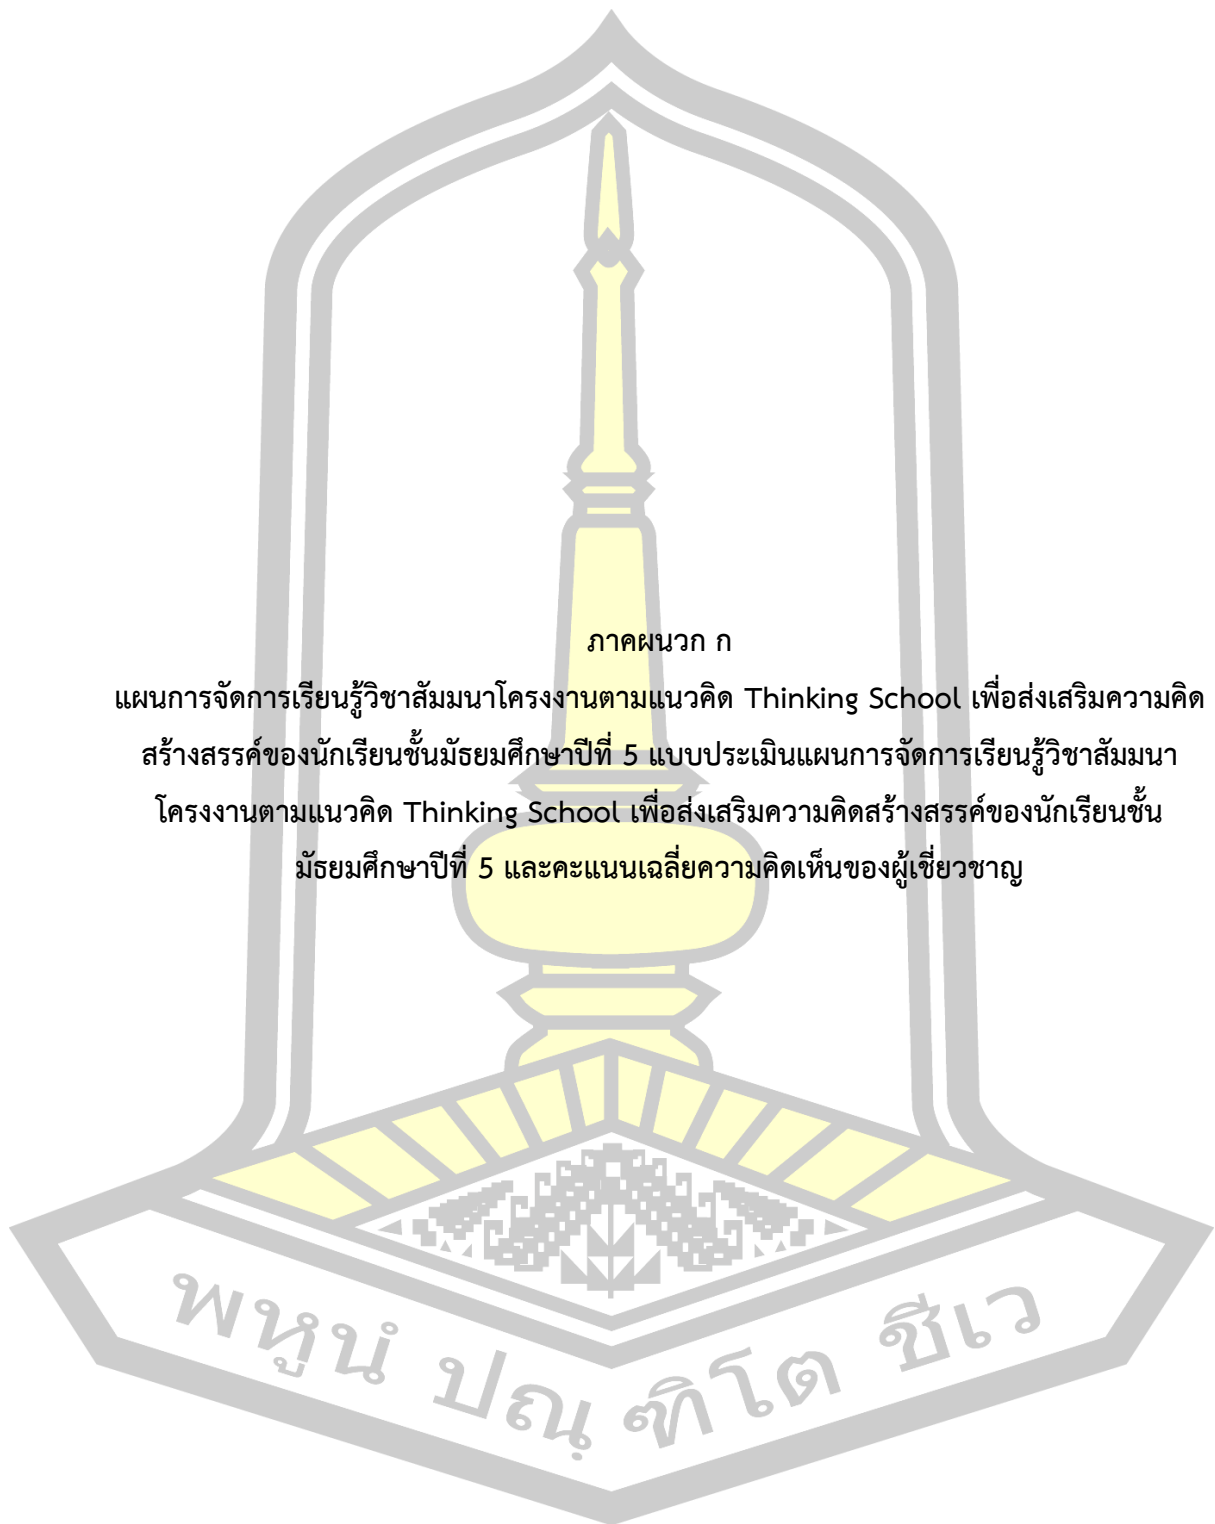 ภาคผนวก ก
แผนการจัดการเรียนรู้วิชาสัมมนาโครงงานตามแนวคิด Thinking School เพื่อส่งเสริมความคิด
สร้างสรรค์ของนักเรียนชั้นมัธยมศึกษาปีที่ 5 แบบประเมินแผนการจัดการเรียนรู้วิชาสัมมนา
โครงงานตามแนวคิด Thinking School เพื่อส่งเสริมความคิดสร้างสรรค์ของนักเรียนชั้น
มัธยมศึกษาปีที่ 5 และคะแนนเฉลี่ยความคิดเห็นของผู้เชี่ยวชาญ
พหูนํ ปณฺ ฑิโต ชีเว